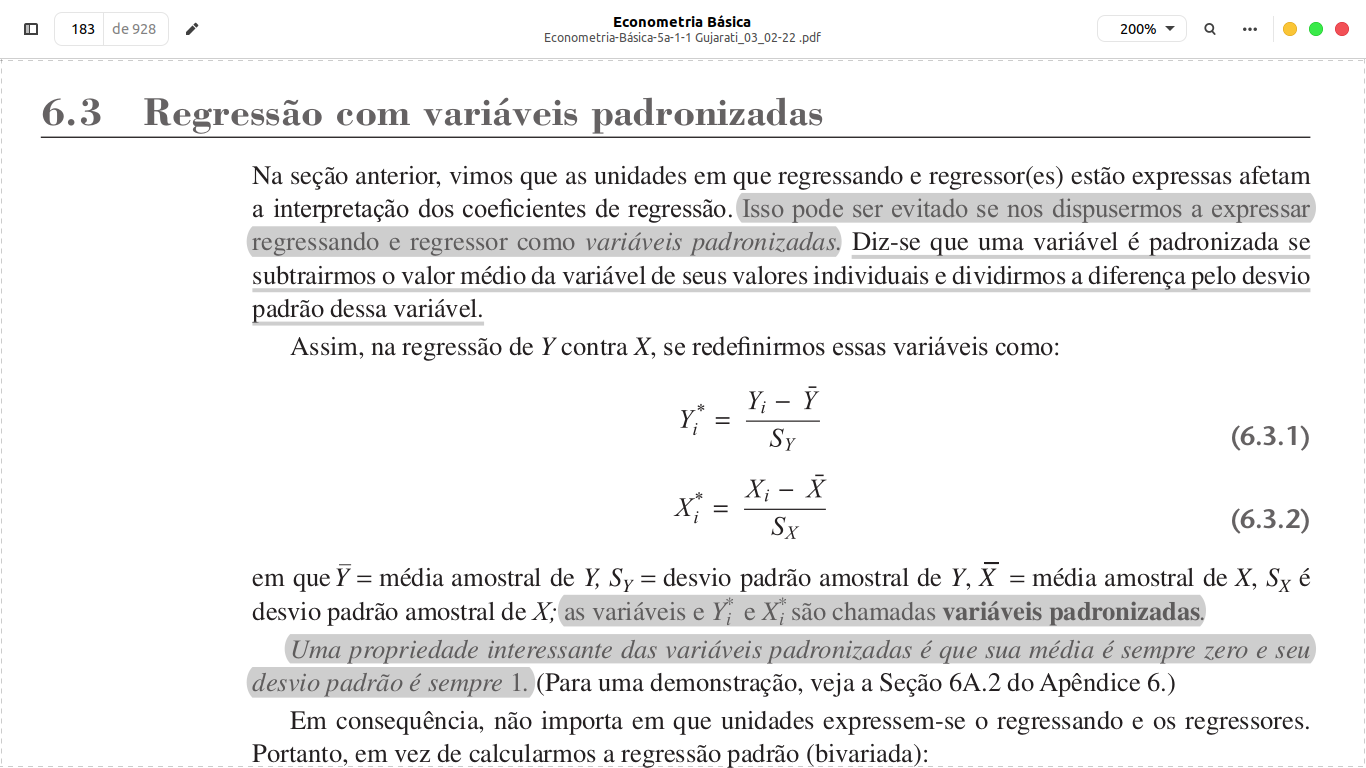 183 de 928
Econometria Básica
Econometria-Básica-5a-1-1 Gujarati_03_02-22 .pdf
200%
6.3 Regressão com variáveis padronizadas
Na seção anterior, vimos que as unidades em que regressando e regressor(es) estão expressas afetam
a interpretação dos coeficientes de regressão. Isso pode ser evitado se nos dispusermos a expressar
regressando e regressor como variáveis padronizadas. Diz-se que uma variável é padronizada se
subtrairmos o valor médio da variável de seus valores individuais e dividirmos a diferença pelo desvio
padrão dessa variável.
Assim, na regressão de Y contra X, se redefinirmos essas variáveis como:
Y_i^* = (Y_i − Ȳ) / S_Y (6.3.1)
X_i^* = (X_i − X̄) / S_X (6.3.2)
em que Ȳ = média amostral de Y, S_Y = desvio padrão amostral de Y, X̄ = média amostral de X, S_X é
desvio padrão amostral de X; as variáveis e Y_i^* e X_i^* são chamadas variáveis padronizadas.
Uma propriedade interessante das variáveis padronizadas é que sua média é sempre zero e seu
desvio padrão é sempre 1. (Para uma demonstração, veja a Seção 6A.2 do Apêndice 6.)
Em consequência, não importa em que unidades expressem-se o regressando e os regressores.
Portanto, em vez de calcularmos a regressão padrão (bivariada):